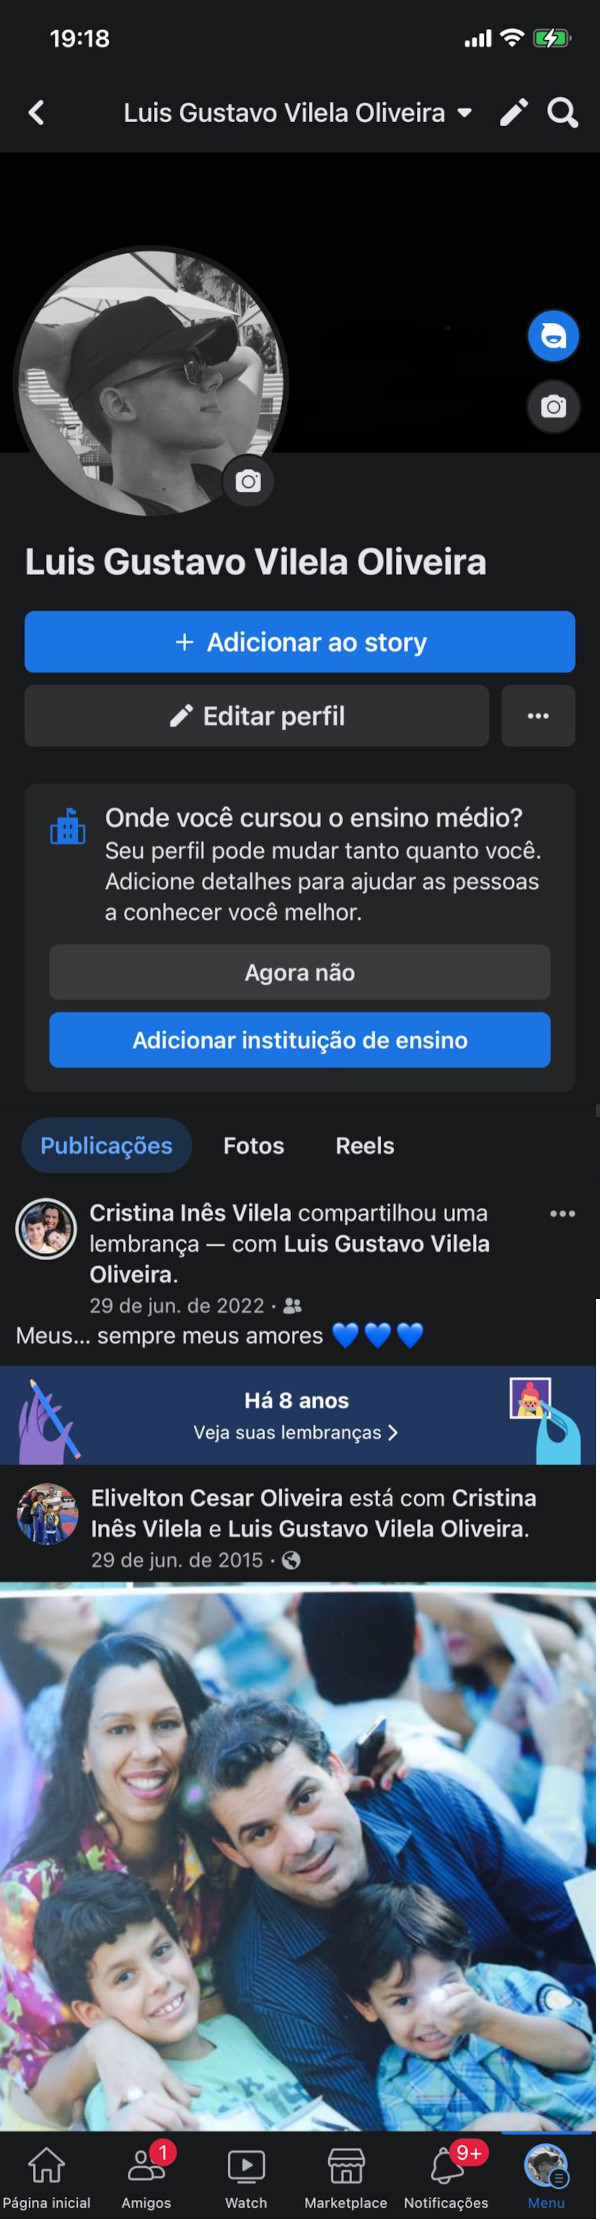 19:18
Luis Gustavo Vilela Oliveira
Luis Gustavo Vilela Oliveira
+ Adicionar ao story
Editar perfil
Onde você cursou o ensino médio?
Seu perfil pode mudar tanto quanto você.
Adicione detalhes para ajudar as pessoas
a conhecer você melhor.
Agora não
Adicionar instituição de ensino
Publicações Fotos Reels
Cristina Inês Vilela compartilhou uma
lembrança — com Luis Gustavo Vilela
Oliveira.
29 de jun. de 2022 ·
Meus... sempre meus amores 💙💙💙
Há 8 anos
Veja suas lembranças >
Elivelton Cesar Oliveira está com Cristina
Inês Vilela e Luis Gustavo Vilela Oliveira.
29 de jun. de 2015 ·
1 9+
Página inicial Amigos Watch Marketplace Notificações Menu